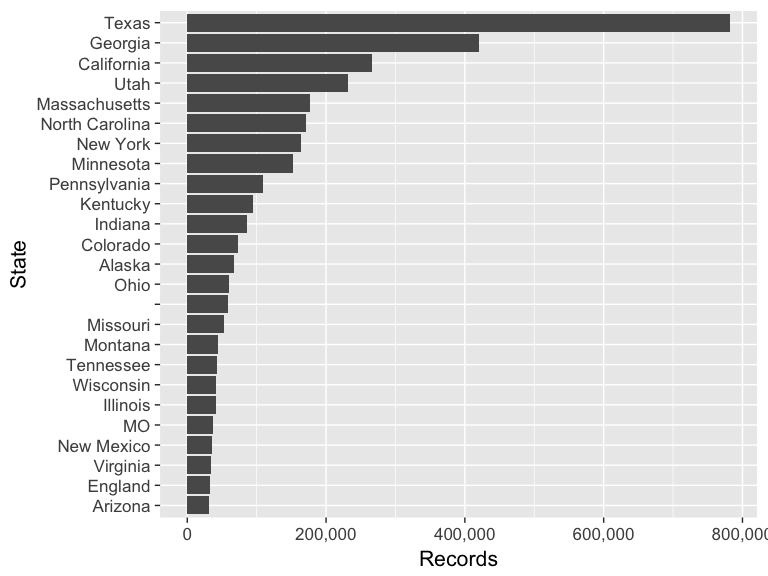 Texas
Georgia
California
Utah
Massachusetts
North Carolina
New York
Minnesota
Pennsylvania
Kentucky
Indiana
Colorado
Alaska
Ohio
Missouri
Montana
Tennessee
Wisconsin
Illinois
MO
New Mexico
Virginia
England
Arizona
State
0 200,000 400,000 600,000 800,000
Records